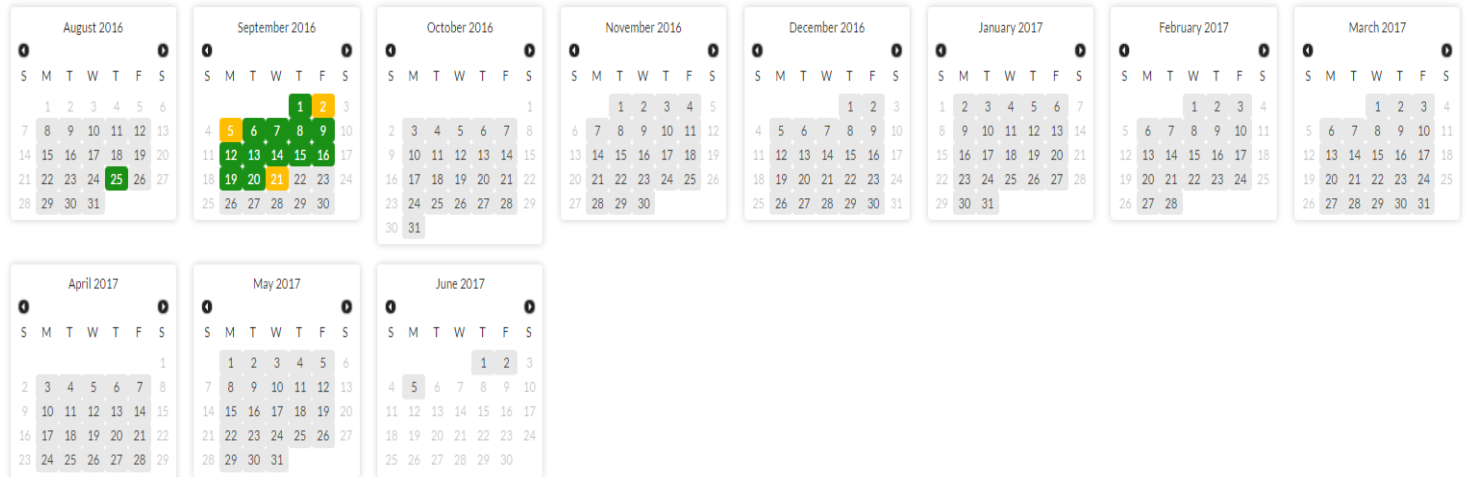 August 2016
S M T W T F S
1 2 3 4 5 6
7 8 9 10 11 12 13
14 15 16 17 18 19 20
21 22 23 24 25 26 27
28 29 30 31
September 2016
S M T W T F S
1 2 3
4 5 6 7 8 9 10
11 12 13 14 15 16 17
18 19 20 21 22 23 24
25 26 27 28 29 30
October 2016
S M T W T F S
1
2 3 4 5 6 7 8
9 10 11 12 13 14 15
16 17 18 19 20 21 22
23 24 25 26 27 28 29
30 31
November 2016
S M T W T F S
1 2 3 4 5
6 7 8 9 10 11 12
13 14 15 16 17 18 19
20 21 22 23 24 25 26
27 28 29 30
December 2016
S M T W T F S
1 2 3
4 5 6 7 8 9 10
11 12 13 14 15 16 17
18 19 20 21 22 23 24
25 26 27 28 29 30 31
January 2017
S M T W T F S
1 2 3 4 5 6 7
8 9 10 11 12 13 14
15 16 17 18 19 20 21
22 23 24 25 26 27 28
29 30 31
February 2017
S M T W T F S
1 2 3 4
5 6 7 8 9 10 11
12 13 14 15 16 17 18
19 20 21 22 23 24 25
26 27 28
March 2017
S M T W T F S
1 2 3 4
5 6 7 8 9 10 11
12 13 14 15 16 17 18
19 20 21 22 23 24 25
26 27 28 29 30 31
April 2017
S M T W T F S
1
2 3 4 5 6 7 8
9 10 11 12 13 14 15
16 17 18 19 20 21 22
23 24 25 26 27 28 29
May 2017
S M T W T F S
1 2 3 4 5 6
7 8 9 10 11 12 13
14 15 16 17 18 19 20
21 22 23 24 25 26 27
28 29 30 31
June 2017
S M T W T F S
1 2 3
4 5 6 7 8 9 10
11 12 13 14 15 16 17
18 19 20 21 22 23 24
25 26 27 28 29 30